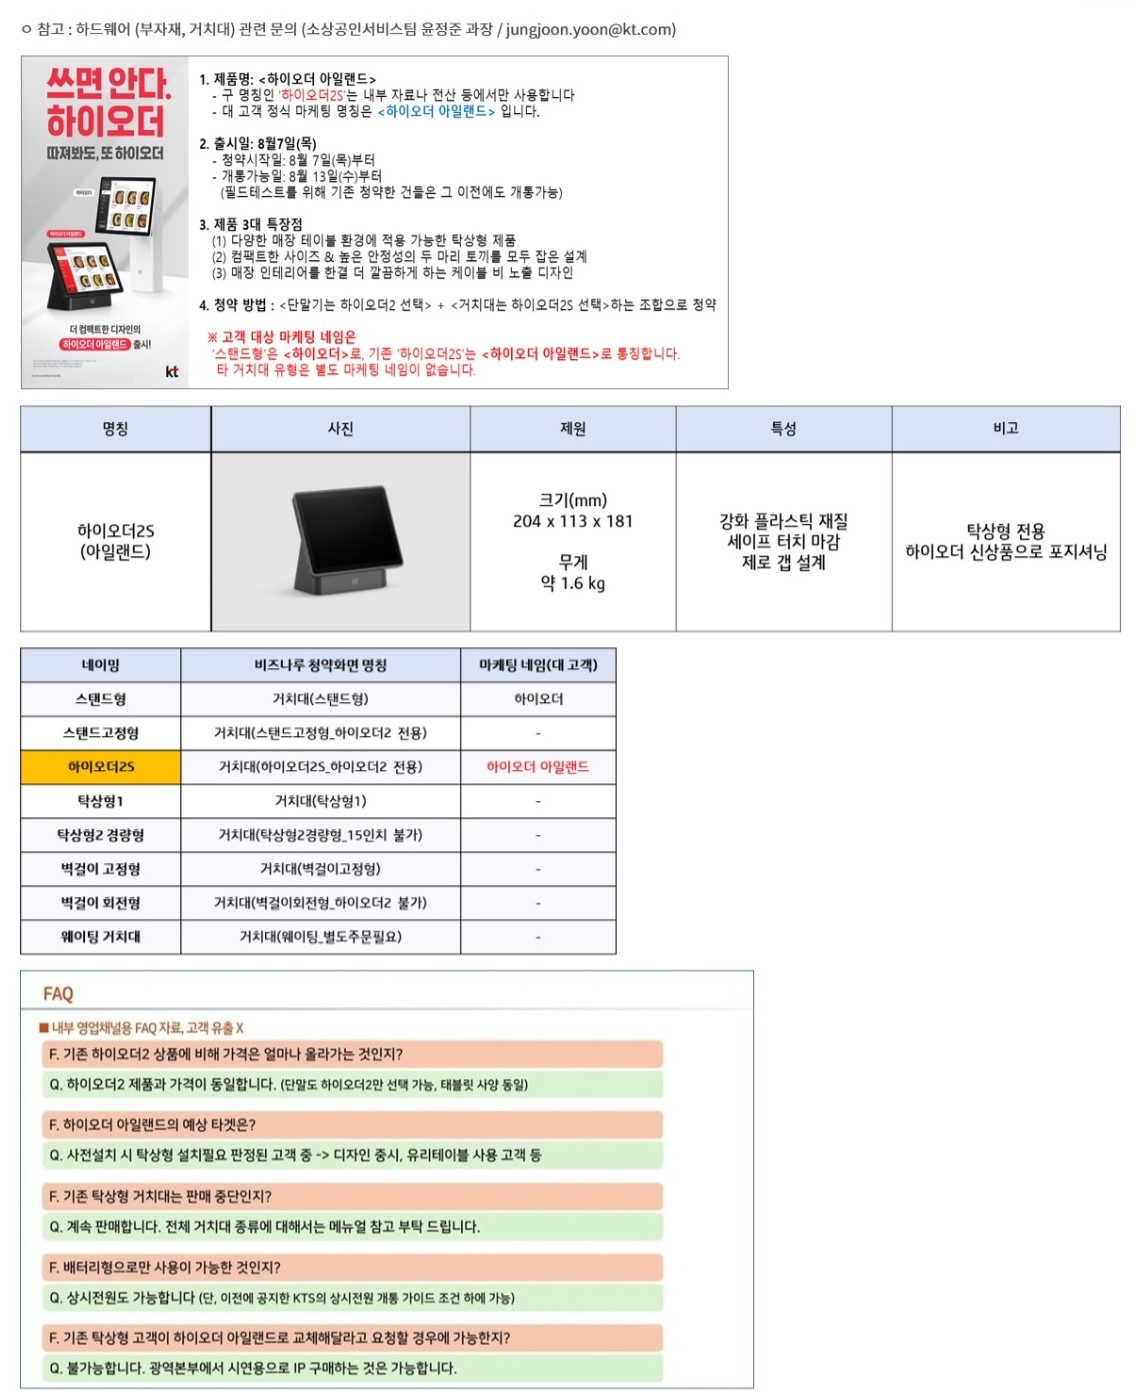 ㅇ 참고 : 하드웨어 (부자재, 거치대) 관련 문의 (소상공인서비스팀 윤정준 과장 / jungjoon.yoon@kt.com)
쓰면 안다.
하이오더
따져봐도, 또 하이오더
하이오더
하이오더 아일랜드
더 컴팩트한 디자인의
하이오더 아일랜드 출시!
kt
1. 제품명: <하이오더 아일랜드>
- 구 명칭인 '하이오더2S'는 내부 자료나 전산 등에서만 사용합니다
- 대 고객 정식 마케팅 명칭은 <하이오더 아일랜드> 입니다.
2. 출시일: 8월7일(목)
- 청약시작일: 8월 7일(목)부터
- 개통가능일: 8월 13일(수)부터
(필드테스트를 위해 기존 청약한 건들은 그 이전에도 개통가능)
3. 제품 3대 특장점
(1) 다양한 매장 테이블 환경에 적용 가능한 탁상형 제품
(2) 컴팩트한 사이즈 & 높은 안정성의 두 마리 토끼를 모두 잡은 설계
(3) 매장 인테리어를 한결 더 깔끔하게 하는 케이블 비 노출 디자인
4. 청약 방법 : <단말기는 하이오더2 선택> + <거치대는 하이오더2S 선택>하는 조합으로 청약
※ 고객 대상 마케팅 네임은
'스탠드형'은 <하이오더>로, 기존 '하이오더2S'는 <하이오더 아일랜드>로 통칭합니다.
타 거치대 유형은 별도 마케팅 네임이 없습니다.
명칭 사진 제원 특성 비고
하이오더2S
(아일랜드)
kt
크기(mm)
204 x 113 x 181
무게
약 1.6 kg
강화 플라스틱 재질
세이프 터치 마감
제로 갭 설계
탁상형 전용
하이오더 신상품으로 포지셔닝
네이밍 비즈나루 청약화면 명칭 마케팅 네임(대 고객)
스탠드형 거치대(스탠드형) 하이오더
스탠드고정형 거치대(스탠드고정형_하이오더2 전용) -
하이오더2S 거치대(하이오더2S_하이오더2 전용) 하이오더 아일랜드
탁상형1 거치대(탁상형1) -
탁상형2 경량형 거치대(탁상형2경량형_15인치 불가) -
벽걸이 고정형 거치대(벽걸이고정형) -
벽걸이 회전형 거치대(벽걸이회전형_하이오더2 불가) -
웨이팅 거치대 거치대(웨이팅_별도주문필요) -
FAQ
■ 내부 영업채널용 FAQ 자료, 고객 유출 X
F. 기존 하이오더2 상품에 비해 가격은 얼마나 올라가는 것인지?
Q. 하이오더2 제품과 가격이 동일합니다. (단말도 하이오더2만 선택 가능, 태블릿 사양 동일)
F. 하이오더 아일랜드의 예상 타겟은?
Q. 사전설치 시 탁상형 설치필요 판정된 고객 중 -> 디자인 중시, 유리테이블 사용 고객 등
F. 기존 탁상형 거치대는 판매 중단인지?
Q. 계속 판매합니다. 전체 거치대 종류에 대해서는 메뉴얼 참고 부탁 드립니다.
F. 배터리형으로만 사용이 가능한 것인지?
Q. 상시전원도 가능합니다 (단, 이전에 공지한 KTS의 상시전원 개통 가이드 조건 하에 가능)
F. 기존 탁상형 고객이 하이오더 아일랜드로 교체해달라고 요청할 경우에 가능한지?
Q. 불가능합니다. 광역본부에서 시연용으로 IP 구매하는 것은 가능합니다.